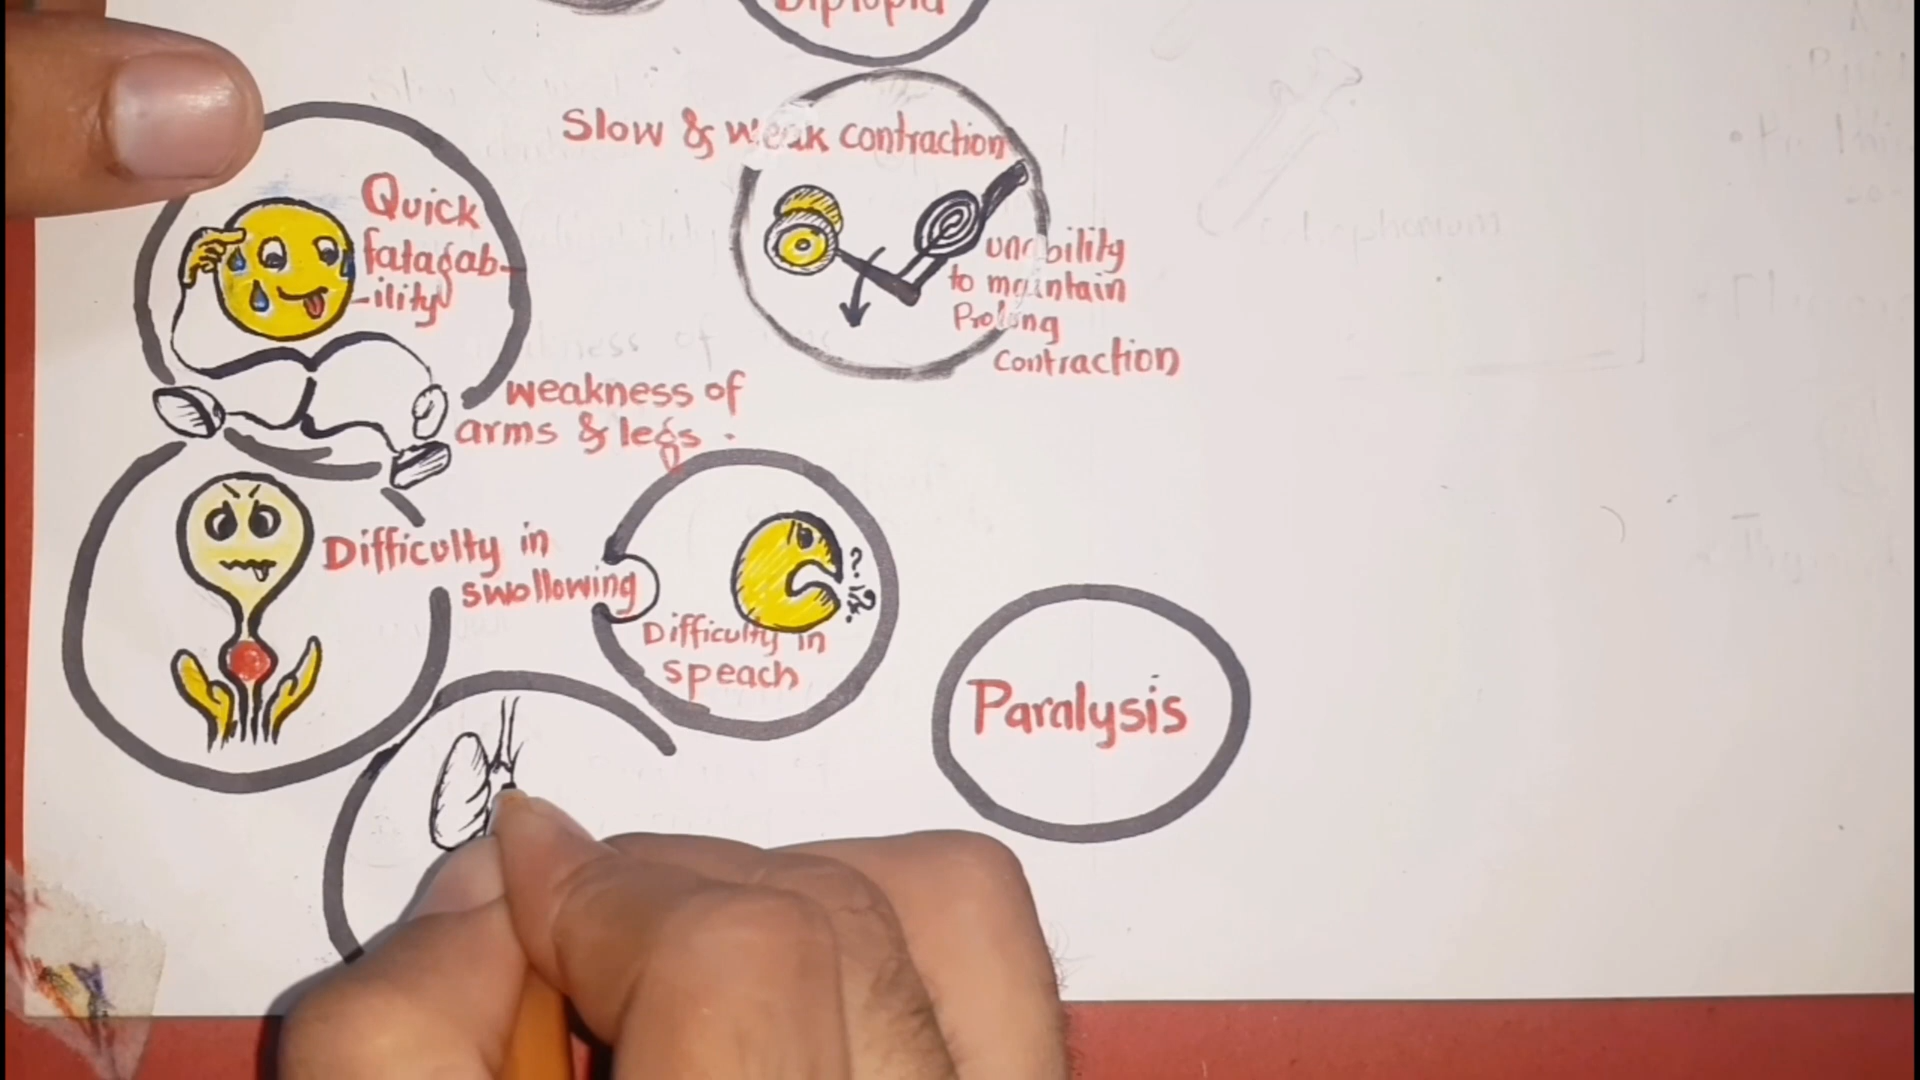 Diplopia
Slow & weak contraction
Quick
fatagab-
-ility
unability
to maintain
Prolong
contraction
weakness of
arms & legs.
Difficulty in
swollowing
Difficulty in
speach
Paralysis